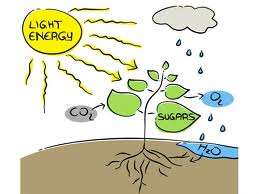 LIGHT
ENERGY
CO₂
O₂
SUGARS
H₂O